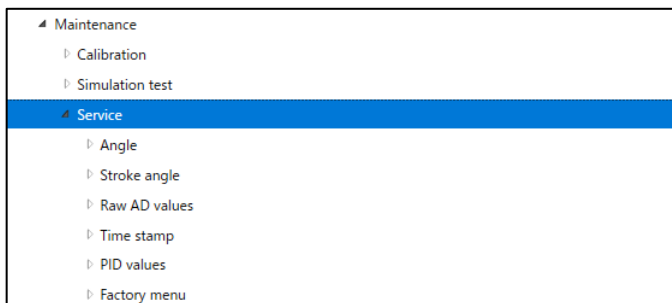 Maintenance
Calibration
Simulation test
Service
Angle
Stroke angle
Raw AD values
Time stamp
PID values
Factory menu